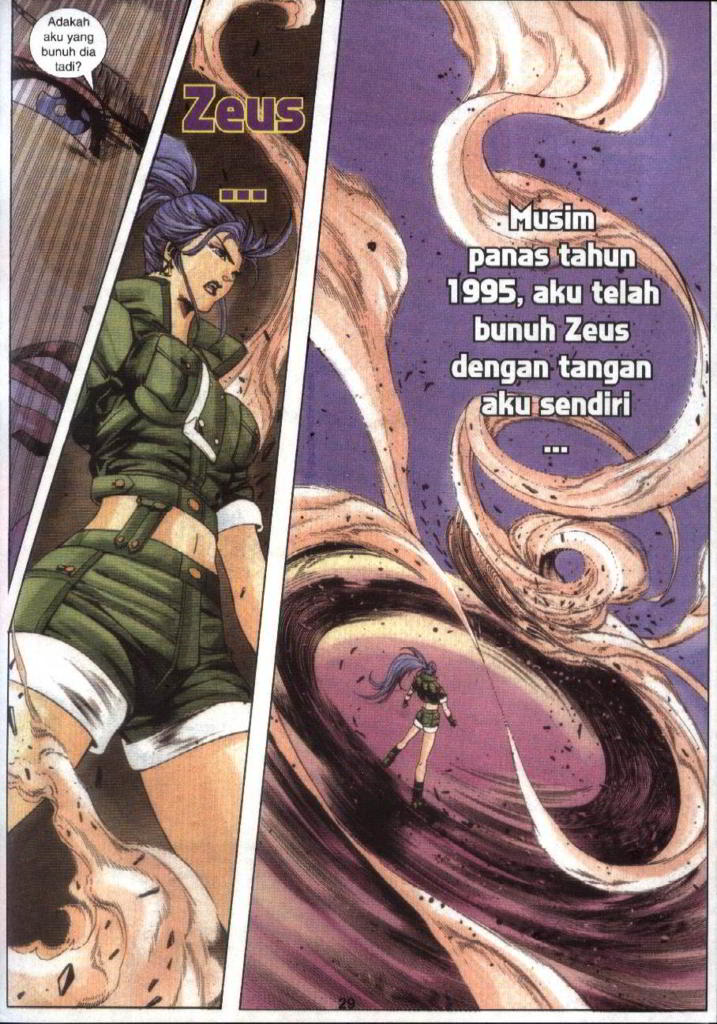 Adakah
aku yang
bunuh dia
tadi?
Zeus
...
Musim
panas tahun
1995, aku telah
bunuh Zeus
dengan tangan
aku sendiri
...
29